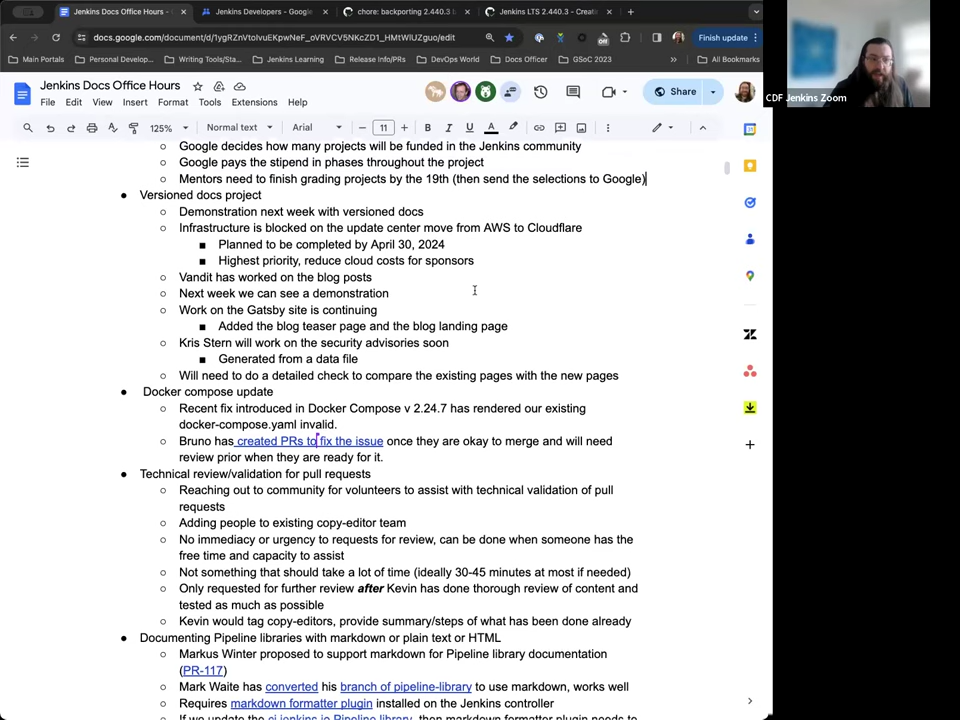 Jenkins Docs Office Hours -
Jenkins Developers - Google
chore: backporting 2.440.3 b
Jenkins LTS 2.440.3 - Creat
docs.google.com/document/d/1ygRZnVtoIvuEKpwNeF_oVRVCV5NKcZD1_HMtWlUZguo/edit
Finish update
Main Portals
Personal Develop...
Writing Tools/Sta...
Jenkins Learning
Release Info/PRs
DevOps World
Docs Officer
GSoC 2023
All Bookmarks
Jenkins Docs Office Hours
File Edit View Insert Format Tools Extensions Help
Share
CDF Jenkins Zoom
125% Normal text Arial 11 B I U A
Google decides how many projects will be funded in the Jenkins community
Google pays the stipend in phases throughout the project
Mentors need to finish grading projects by the 19th (then send the selections to Google)
Versioned docs project
Demonstration next week with versioned docs
Infrastructure is blocked on the update center move from AWS to Cloudflare
Planned to be completed by April 30, 2024
Highest priority, reduce cloud costs for sponsors
Vandit has worked on the blog posts
Next week we can see a demonstration
Work on the Gatsby site is continuing
Added the blog teaser page and the blog landing page
Kris Stern will work on the security advisories soon
Generated from a data file
Will need to do a detailed check to compare the existing pages with the new pages
Docker compose update
Recent fix introduced in Docker Compose v 2.24.7 has rendered our existing
docker-compose.yaml invalid.
Bruno has created PRs to fix the issue once they are okay to merge and will need
review prior when they are ready for it.
Technical review/validation for pull requests
Reaching out to community for volunteers to assist with technical validation of pull
requests
Adding people to existing copy-editor team
No immediacy or urgency to requests for review, can be done when someone has the
free time and capacity to assist
Not something that should take a lot of time (ideally 30-45 minutes at most if needed)
Only requested for further review after Kevin has done thorough review of content and
tested as much as possible
Kevin would tag copy-editors, provide summary/steps of what has been done already
Documenting Pipeline libraries with markdown or plain text or HTML
Markus Winter proposed to support markdown for Pipeline library documentation
(PR-117)
Mark Waite has converted his branch of pipeline-library to use markdown, works well
Requires markdown formatter plugin installed on the Jenkins controller
If we update the ci.jenkins.io Pipeline library, then markdown formatter plugin needs to